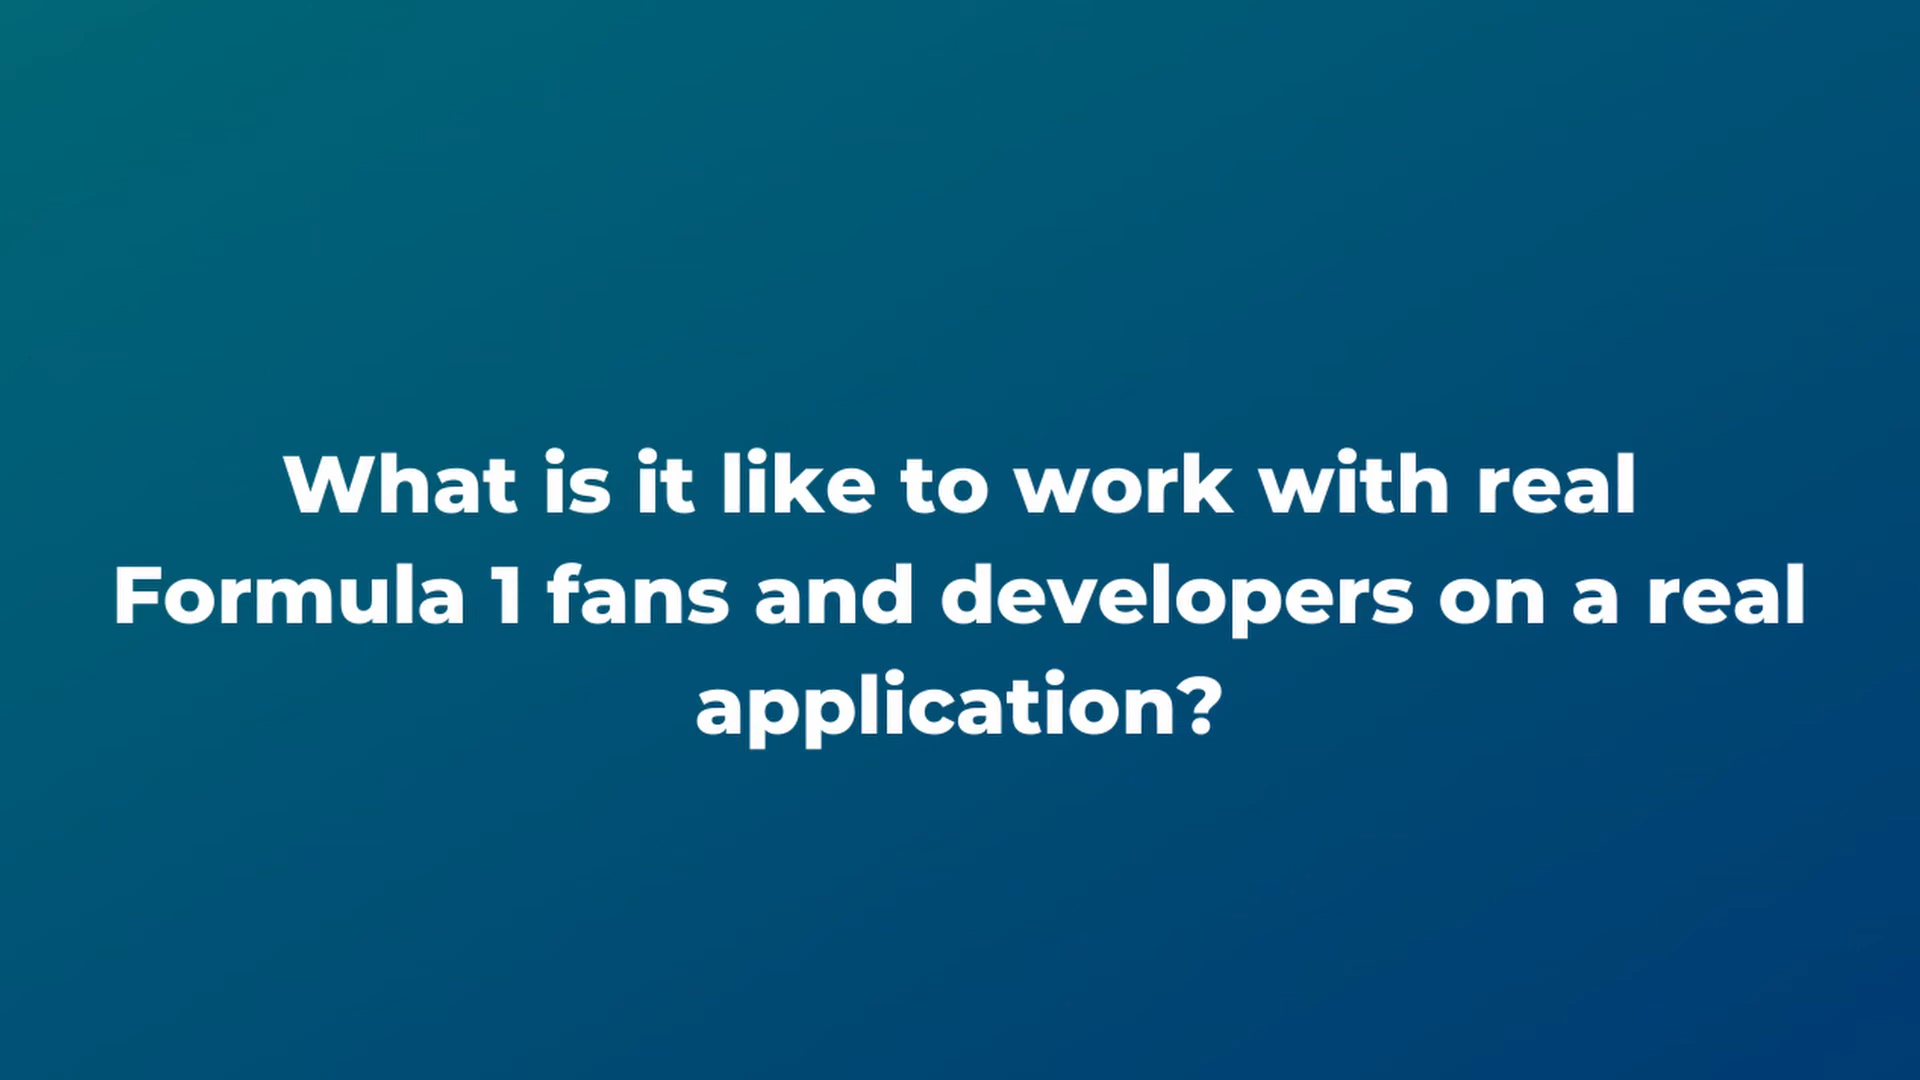 What is it like to work with real
Formula 1 fans and developers on a real
application?